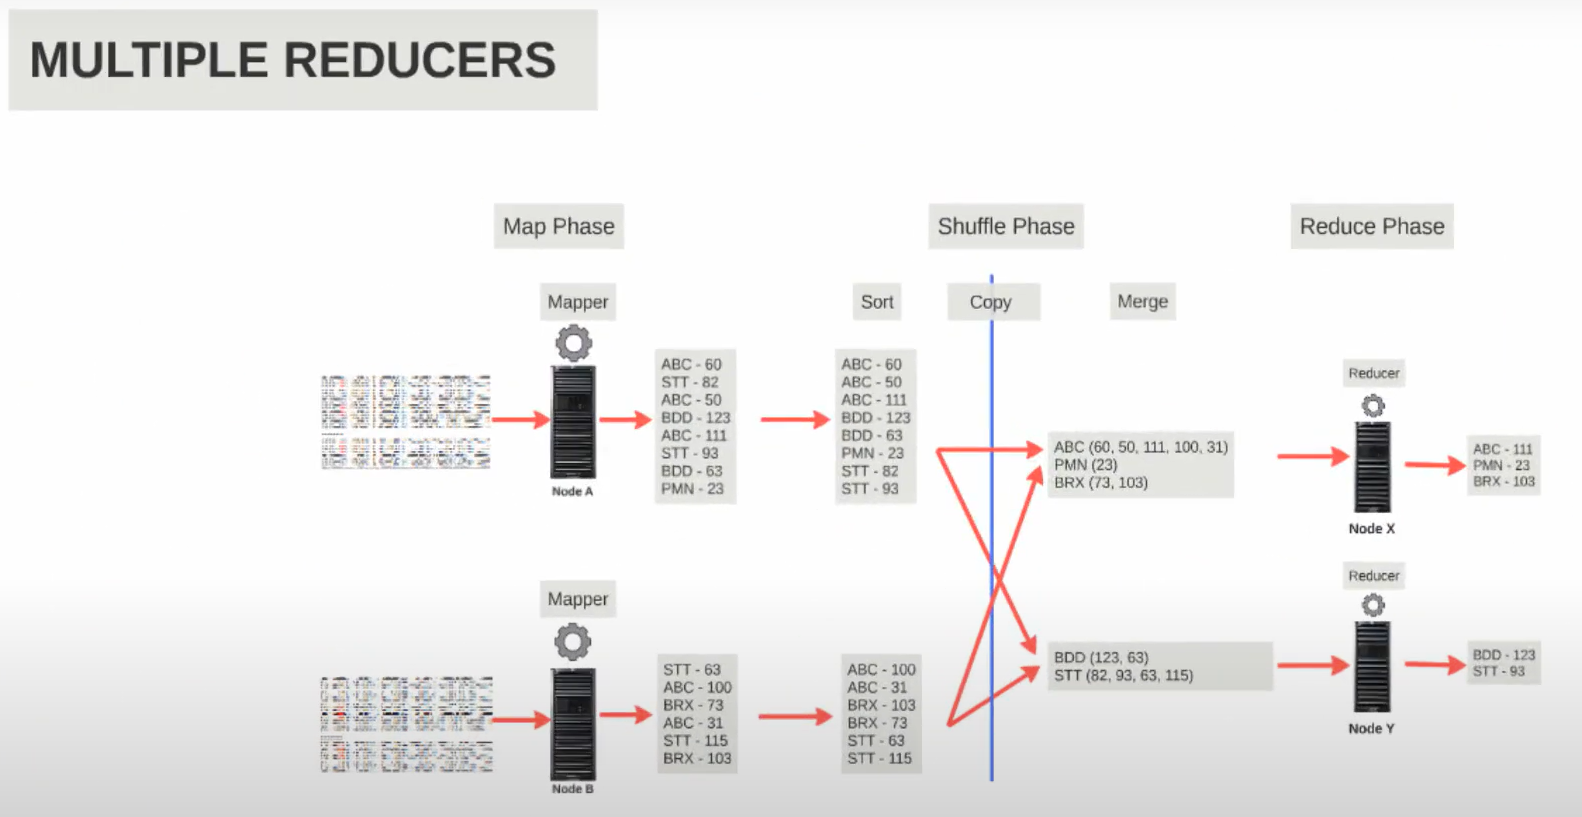 MULTIPLE REDUCERS
Map Phase
Shuffle Phase
Reduce Phase
Mapper
Sort
Copy
Merge
Node A
ABC - 60
STT - 82
ABC - 50
BDD - 123
ABC - 111
STT - 93
BDD - 63
PMN - 23
ABC - 60
ABC - 50
ABC - 111
BDD - 123
BDD - 63
PMN - 23
STT - 82
STT - 93
ABC (60, 50, 111, 100, 31)
PMN (23)
BRX (73, 103)
Reducer
Node X
ABC - 111
PMN - 23
BRX - 103
Mapper
Node B
STT - 63
ABC - 100
BRX - 73
ABC - 31
STT - 115
BRX - 103
ABC - 100
ABC - 31
BRX - 103
BRX - 73
STT - 63
STT - 115
BDD (123, 63)
STT (82, 93, 63, 115)
Reducer
Node Y
BDD - 123
STT - 93